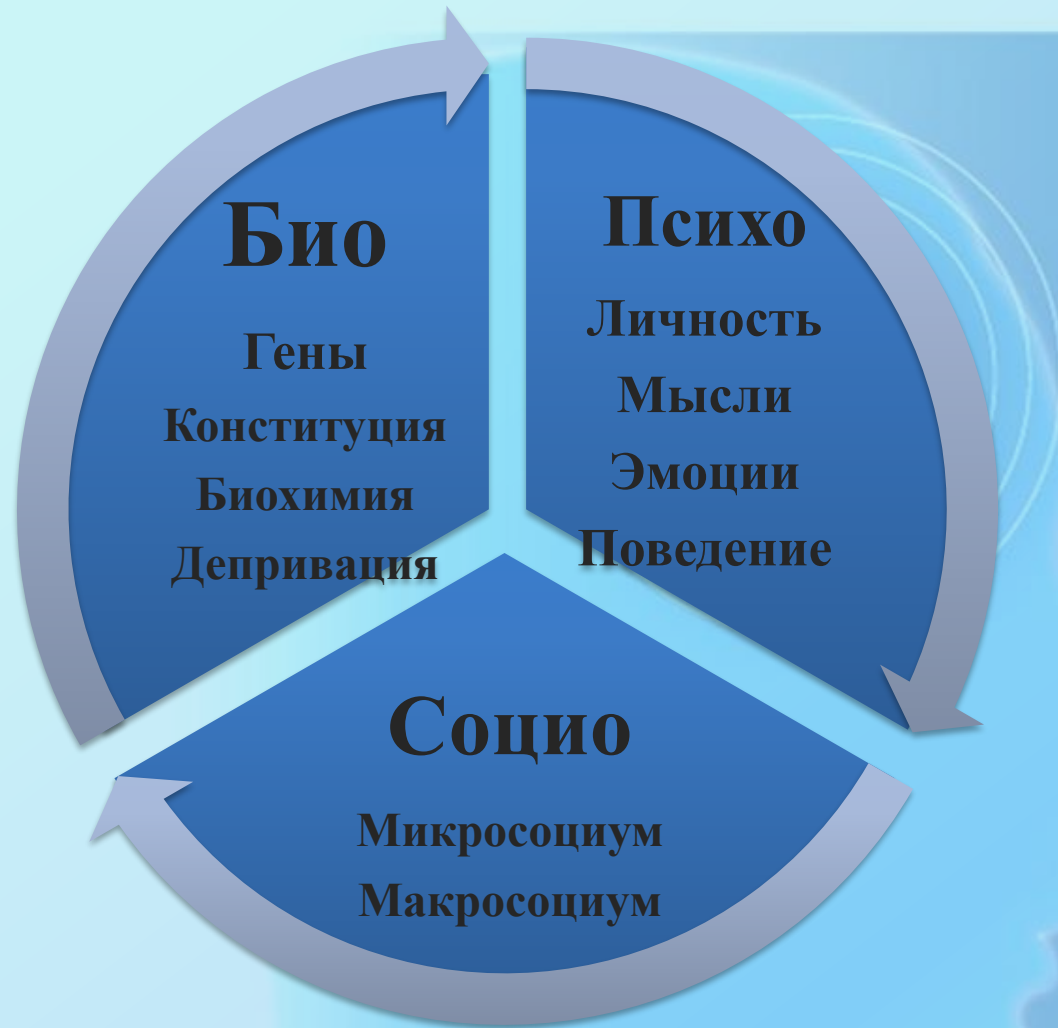 Био
Гены
Конституция
Биохимия
Депривация
Психо
Личность
Мысли
Эмоции
Поведение
Социо
Микросоциум
Макросоциум